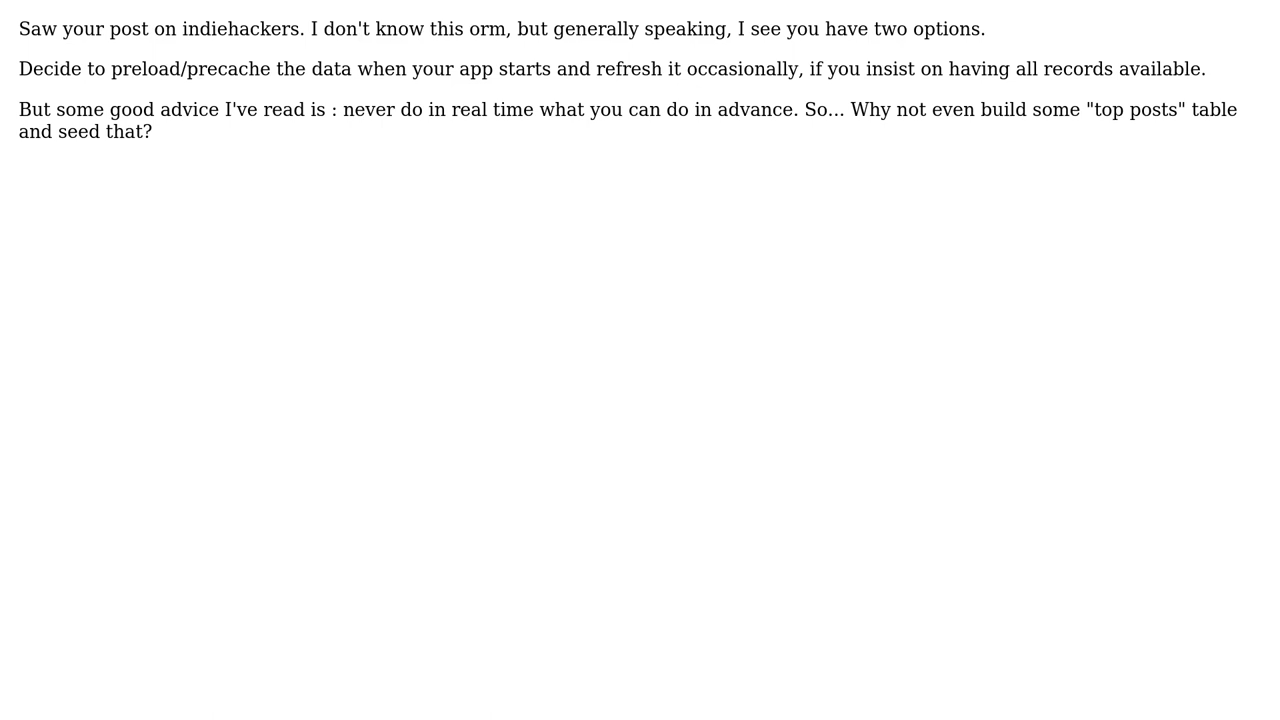 Saw your post on indiehackers. I don't know this orm, but generally speaking, I see you have two options.
Decide to preload/precache the data when your app starts and refresh it occasionally, if you insist on having all records available.
But some good advice I've read is : never do in real time what you can do in advance. So... Why not even build some "top posts" table
and seed that?